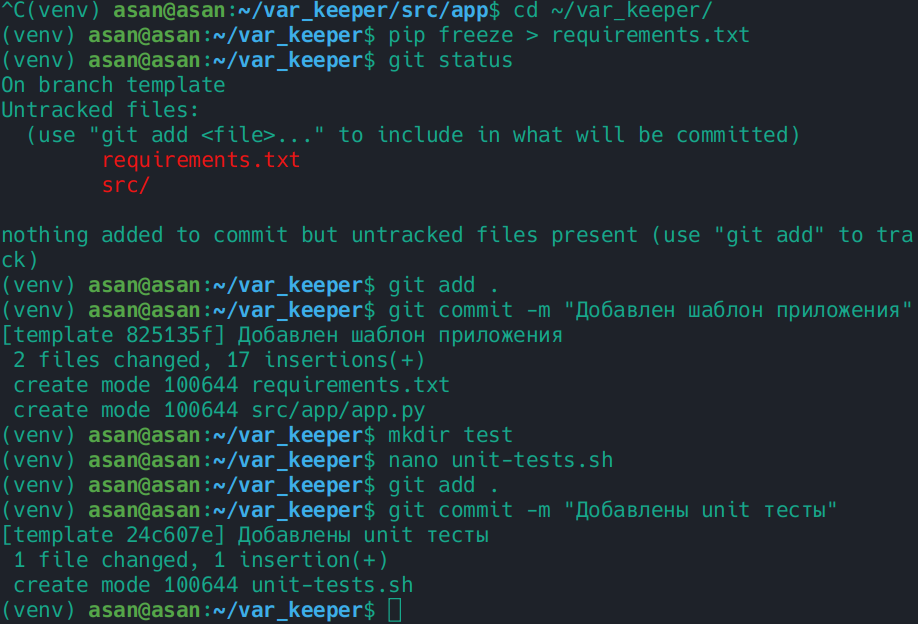 ^C(venv) asan@asan:~/var_keeper/src/app$ cd ~/var_keeper/
(venv) asan@asan:~/var_keeper$ pip freeze > requirements.txt
(venv) asan@asan:~/var_keeper$ git status
On branch template
Untracked files:
  (use "git add <file>..." to include in what will be committed)
        requirements.txt
        src/

nothing added to commit but untracked files present (use "git add" to tra
ck)
(venv) asan@asan:~/var_keeper$ git add .
(venv) asan@asan:~/var_keeper$ git commit -m "Добавлен шаблон приложения"
[template 825135f] Добавлен шаблон приложения
 2 files changed, 17 insertions(+)
 create mode 100644 requirements.txt
 create mode 100644 src/app/app.py
(venv) asan@asan:~/var_keeper$ mkdir test
(venv) asan@asan:~/var_keeper$ nano unit-tests.sh
(venv) asan@asan:~/var_keeper$ git add .
(venv) asan@asan:~/var_keeper$ git commit -m "Добавлены unit тесты"
[template 24c607e] Добавлены unit тесты
 1 file changed, 1 insertion(+)
 create mode 100644 unit-tests.sh
(venv) asan@asan:~/var_keeper$